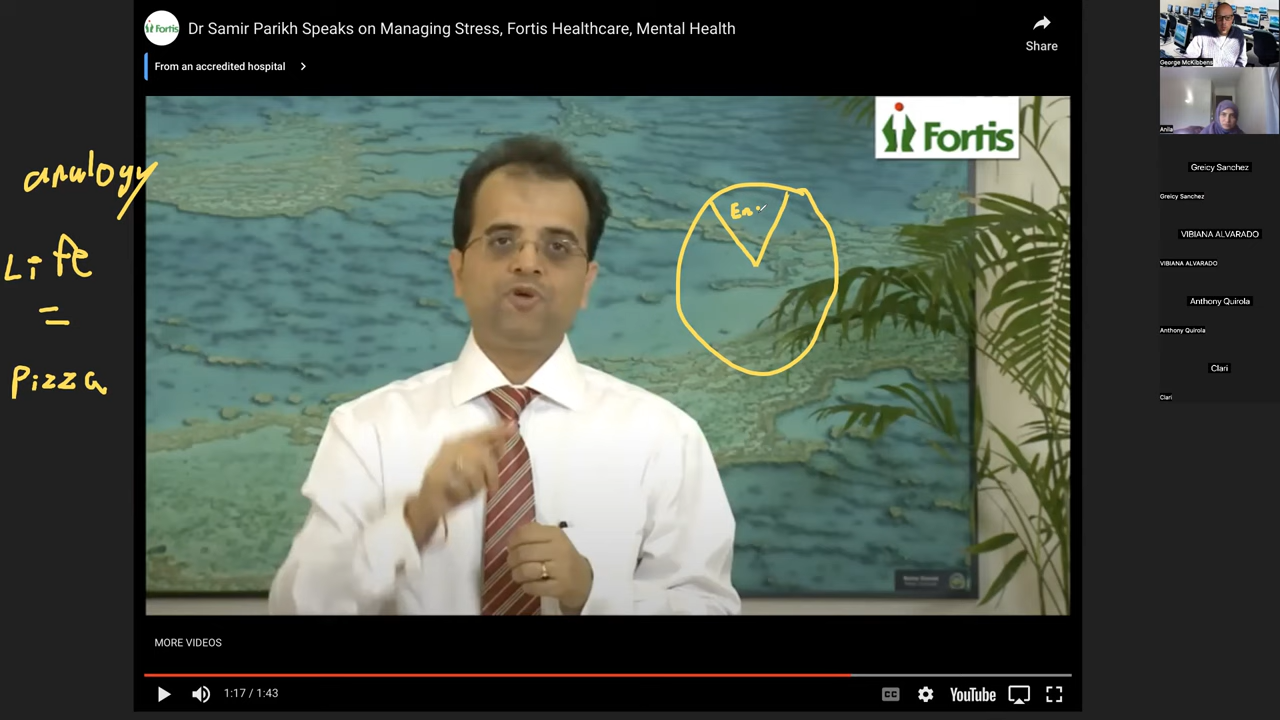 Dr Samir Parikh Speaks on Managing Stress, Fortis Healthcare, Mental Health
Fortis
Share
From an accredited hospital
Fortis
analogy
Life
=
Pizza
MORE VIDEOS
1:17 / 1:43
CC
YouTube
George McKibbens
Anila
Greicy Sanchez
Greicy Sanchez
VIBIANA ALVARADO
VIBIANA ALVARADO
Anthony Quirola
Anthony Quirola
Clari
Clari